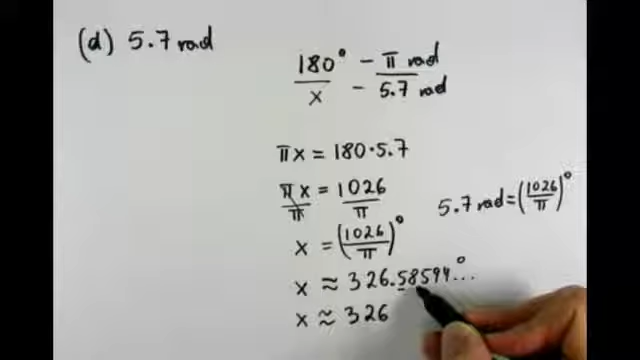 (d) 5.7 rad
180° – π rad
x – 5.7 rad
πx = 180·5.7
πx = 1026
π π
5.7 rad = (1026/π)°
x = (1026/π)°
x ≈ 326.58594°...
x ≈ 326